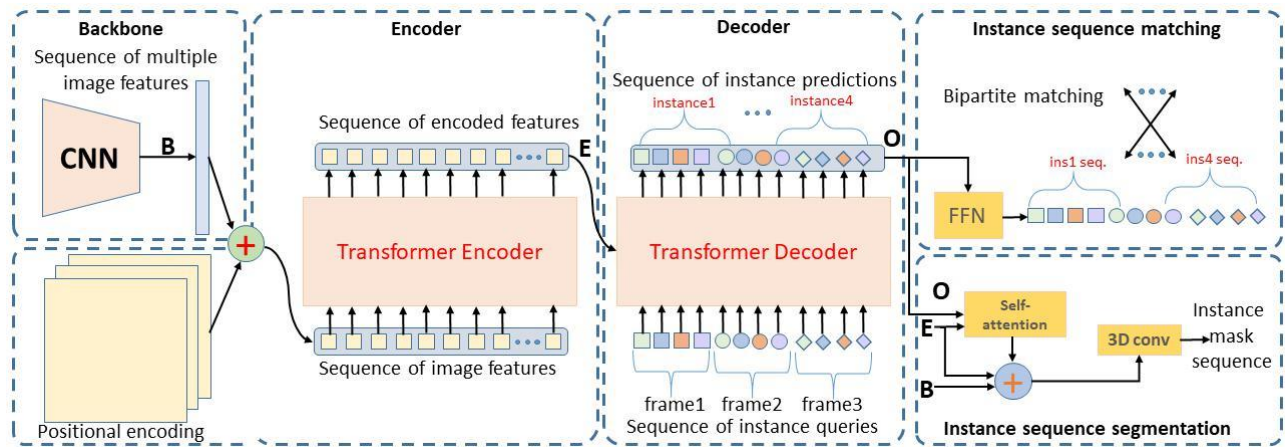 Backbone
Sequence of multiple
image features
CNN
B
+
Positional encoding
Encoder
Sequence of encoded features
E
Transformer Encoder
Sequence of image features
Decoder
Sequence of instance predictions
instance1
instance4
O
Transformer Decoder
frame1
frame2
frame3
Sequence of instance queries
Instance sequence matching
Bipartite matching
ins1 seq.
ins4 seq.
FFN
O
E
B
Self-
attention
+
3D conv
Instance
mask
sequence
Instance sequence segmentation